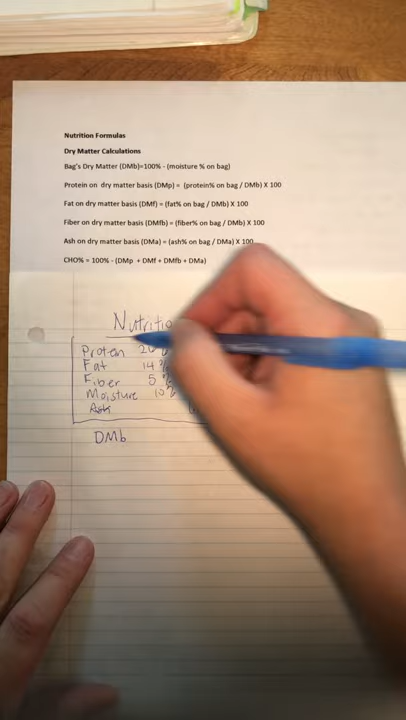 Nutrition Formulas
Dry Matter Calculations
Bag's Dry Matter (DMb)=100% - (moisture % on bag)
Protein on dry matter basis (DMp) = (protein% on bag / DMb) X 100
Fat on dry matter basis (DMf) = (fat% on bag / DMb) X 100
Fiber on dry matter basis (DMfb) = (fiber% on bag / DMb) X 100
Ash on dry matter basis (DMa) = (ash% on bag / DMa) X 100
CHO% = 100% - (DMp + DMf + DMfb + DMa)
Protein
Fat 14%
Fiber 5%
Moisture 10%
Ash
DMb